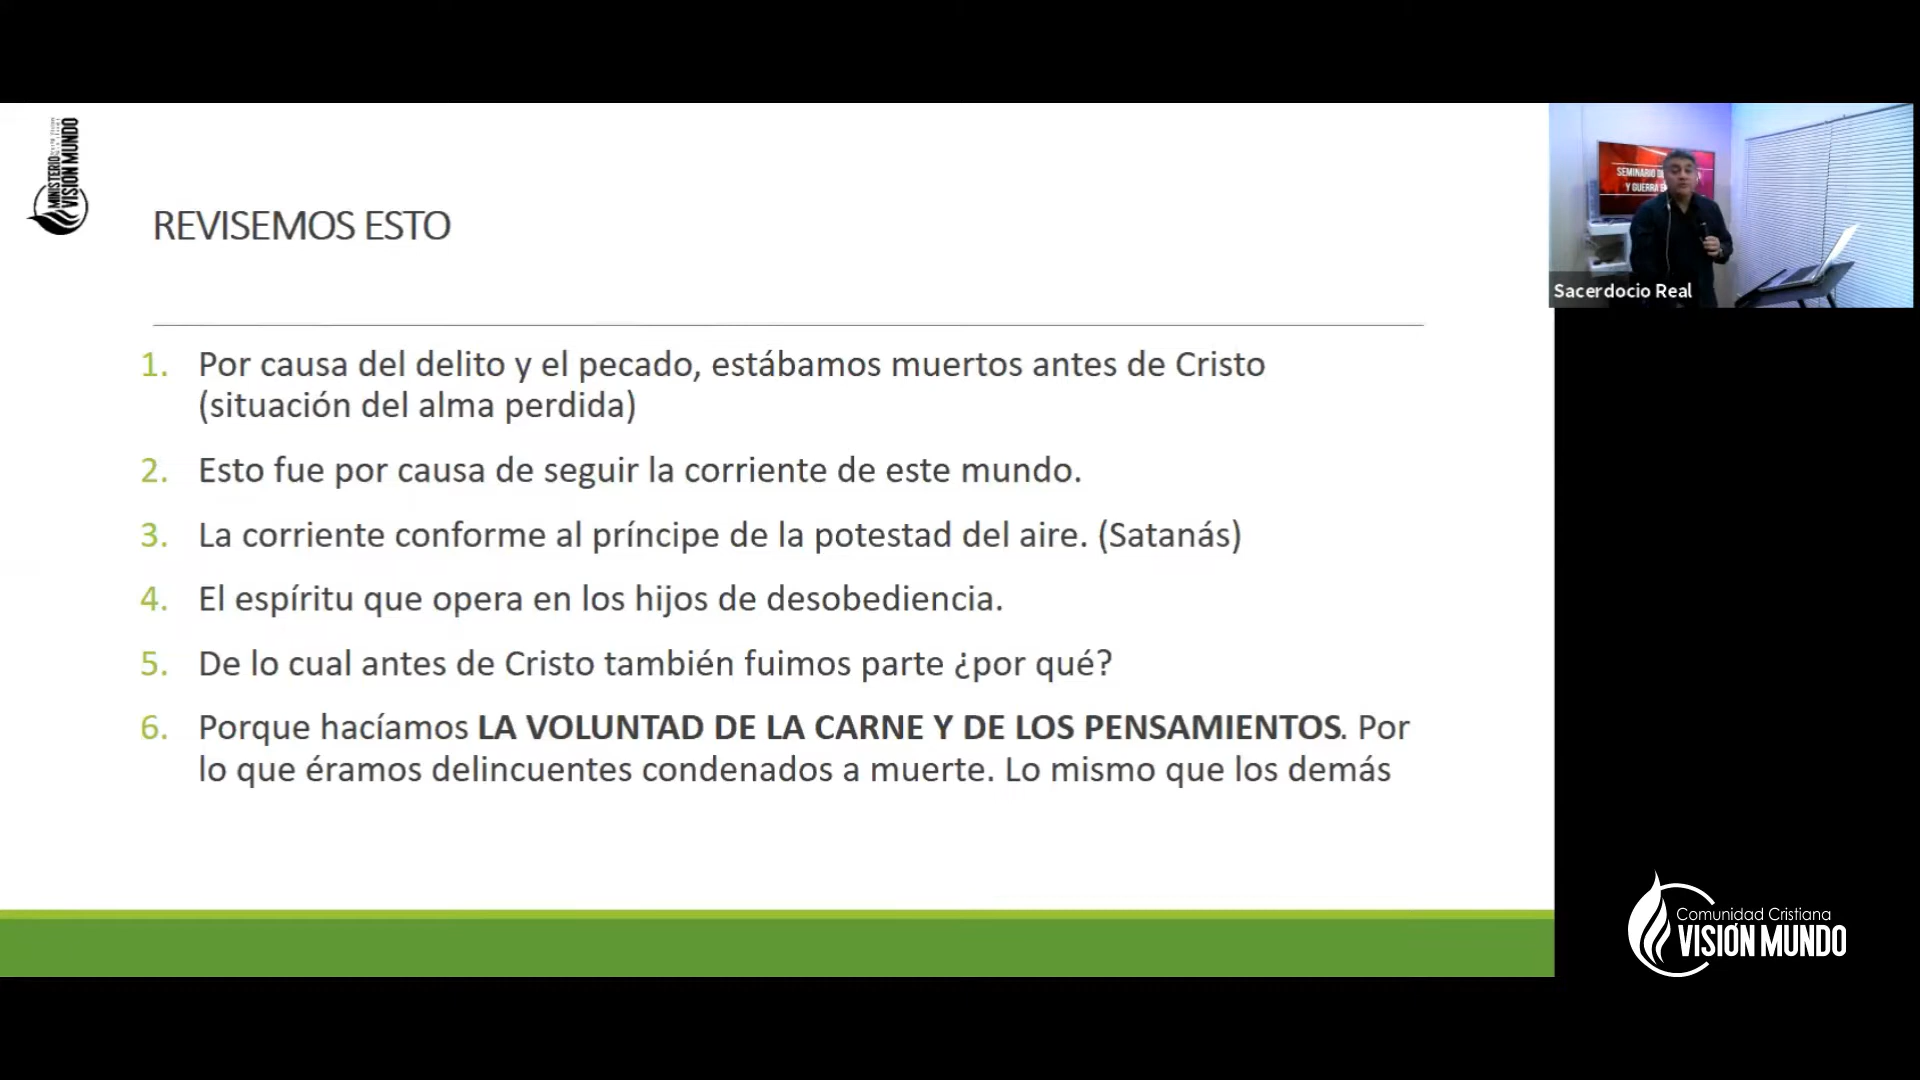 MINISTERIO
VISIÓN MUNDO
REVISEMOS ESTO
1. Por causa del delito y el pecado, estábamos muertos antes de Cristo
(situación del alma perdida)
2. Esto fue por causa de seguir la corriente de este mundo.
3. La corriente conforme al príncipe de la potestad del aire. (Satanás)
4. El espíritu que opera en los hijos de desobediencia.
5. De lo cual antes de Cristo también fuimos parte ¿por qué?
6. Porque hacíamos LA VOLUNTAD DE LA CARNE Y DE LOS PENSAMIENTOS. Por
lo que éramos delincuentes condenados a muerte. Lo mismo que los demás
SEMINARIO
Y GUERRA
Sacerdocio Real
Comunidad Cristiana
VISIÓN MUNDO